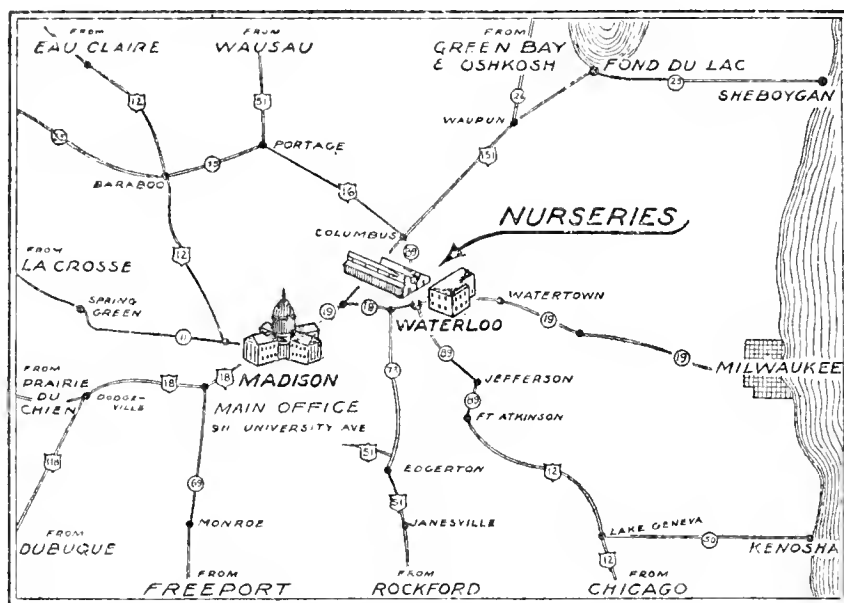 FROM
EAU CLAIRE
FROM
WAUSAU
FROM
GREEN BAY
& OSHKOSH
FOND DU LAC
23
SHEBOYGAN
12
51
26
WAUPUN
151
PORTAGE
33
BARABOO
16
COLUMBUS
89
NURSERIES
FROM
LA CROSSE
12
SPRING
GREEN
11
19
18
WATERLOO
WATERTOWN
19
19
MILWAUKEE
FROM
PRAIRIE
DU
CHIEN
18
DODGE-
VILLE
18
MADISON
MAIN OFFICE
911 UNIVERSITY AVE
73
89
JEFFERSON
89
FT ATKINSON
118
51
EDGERTON
12
69
51
MONROE
JANESVILLE
LAKE GENEVA
50
KENOSHA
12
FROM
DUBUQUE
FROM
FREEPORT
FROM
ROCKFORD
FROM
CHICAGO